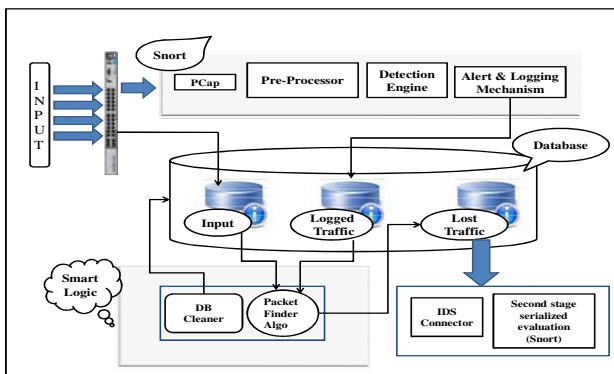 INPUT
Snort
PCap
Pre-Processor
Detection
Engine
Alert & Logging
Mechanism
Database
Input
Logged
Traffic
Lost
Traffic
Smart
Logic
DB
Cleaner
Packet
Finder
Algo
IDS
Connector
Second stage
serialized
evaluation
(Snort)